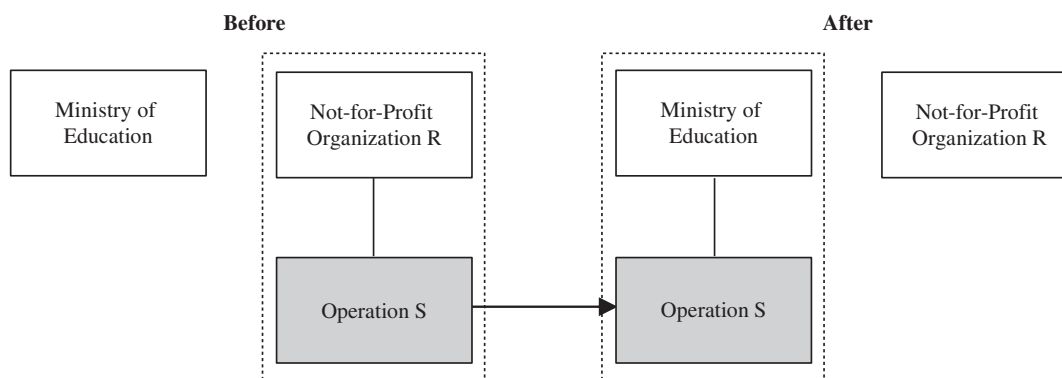 Before
After
Ministry of
Education
Not-for-Profit
Organization R
Ministry of
Education
Not-for-Profit
Organization R
Operation S
Operation S